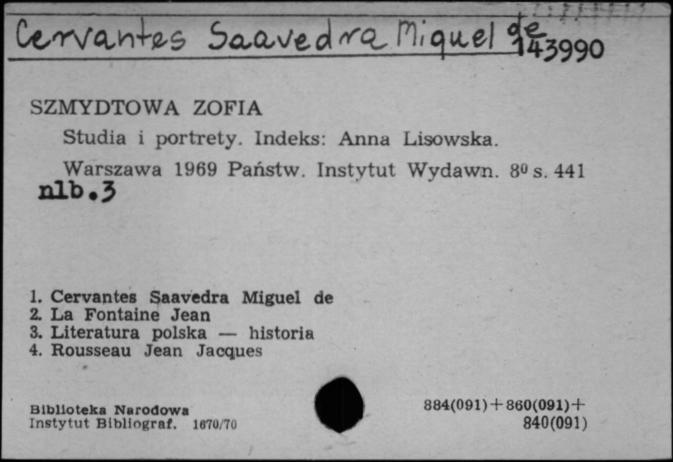 Cervantes Saavedra Miguel de
143990
SZMYDTOWA ZOFIA
Studia i portrety. Indeks: Anna Lisowska.
Warszawa 1969 Państw. Instytut Wydawn. 8⁰ s. 441
nlb.3
1. Cervantes Saavedra Miguel de
2. La Fontaine Jean
3. Literatura polska — historia
4. Rousseau Jean Jacques
Biblioteka Narodowa
Instytut Bibliograf. 1670/70
884(091)+860(091)+
840(091)